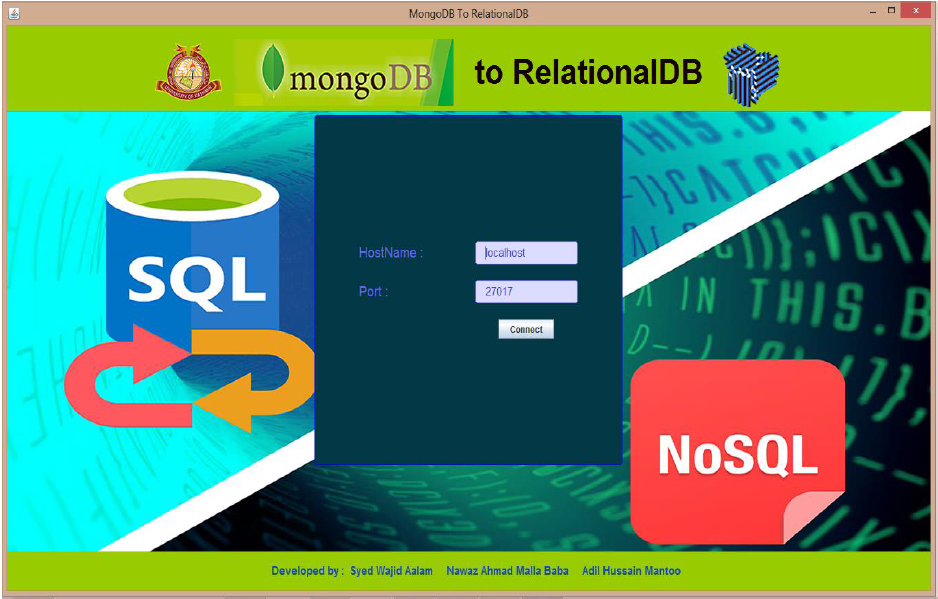 MongoDB To RelationalDB
mongoDB to RelationalDB
SQL
HostName : localhost
Port : 27017
Connect
NoSQL
Developed by : Syed Wajid Aalam Nawaz Ahmad Malla Baba Adil Hussain Mantoo